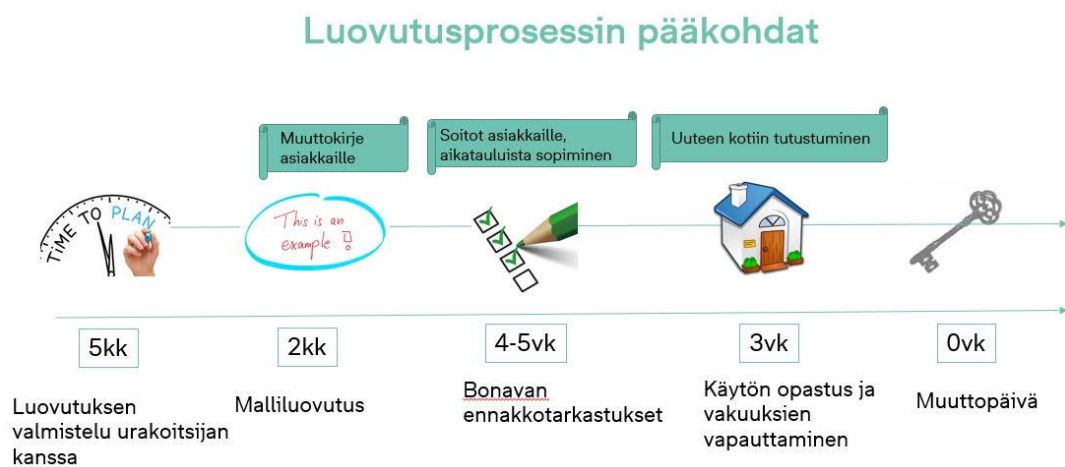 Luovutusprosessin pääkohdat
Muuttokirje
asiakkaille
Soitot asiakkaille,
aikatauluista sopiminen
Uuteen kotiin tutustuminen
TIME TO PLAN
This is an
example !
5kk
2kk
4-5vk
3vk
0vk
Luovutuksen
valmistelu urakoitsijan
kanssa
Malliluovutus
Bonavan
ennakkotarkastukset
Käytön opastus ja
vakuuksien
vapauttaminen
Muuttopäivä